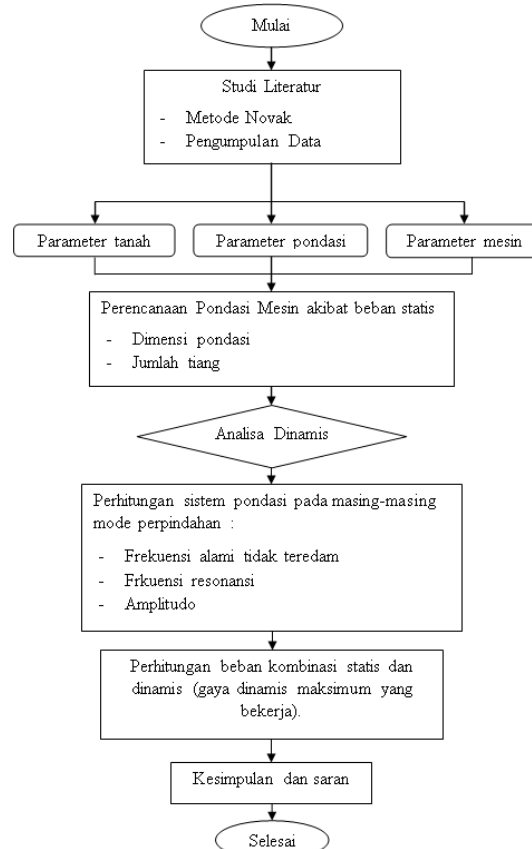 Mulai
Studi Literatur
- Metode Novak
- Pengumpulan Data
Parameter tanah
Parameter pondasi
Parameter mesin
Perencanaan Pondasi Mesin akibat beban statis
- Dimensi pondasi
- Jumlah tiang
Analisa Dinamis
Perhitungan sistem pondasi pada masing-masing
mode perpindahan :
- Frekuensi alami tidak teredam
- Frkuensi resonansi
- Amplitudo
Perhitungan beban kombinasi statis dan
dinamis (gaya dinamis maksimum yang
bekerja).
Kesimpulan dan saran
Selesai